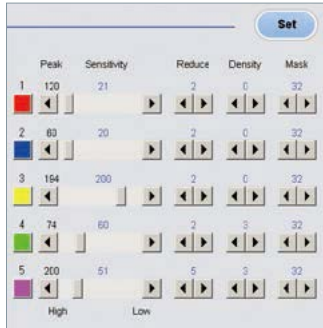 Set
Peak Sensitivity Reduce Density Mask
1 120 21 2 0 32
2 60 20 2 0 32
3 194 200 2 0 32
4 74 60 2 3 32
5 200 51 5 3 32
High Low